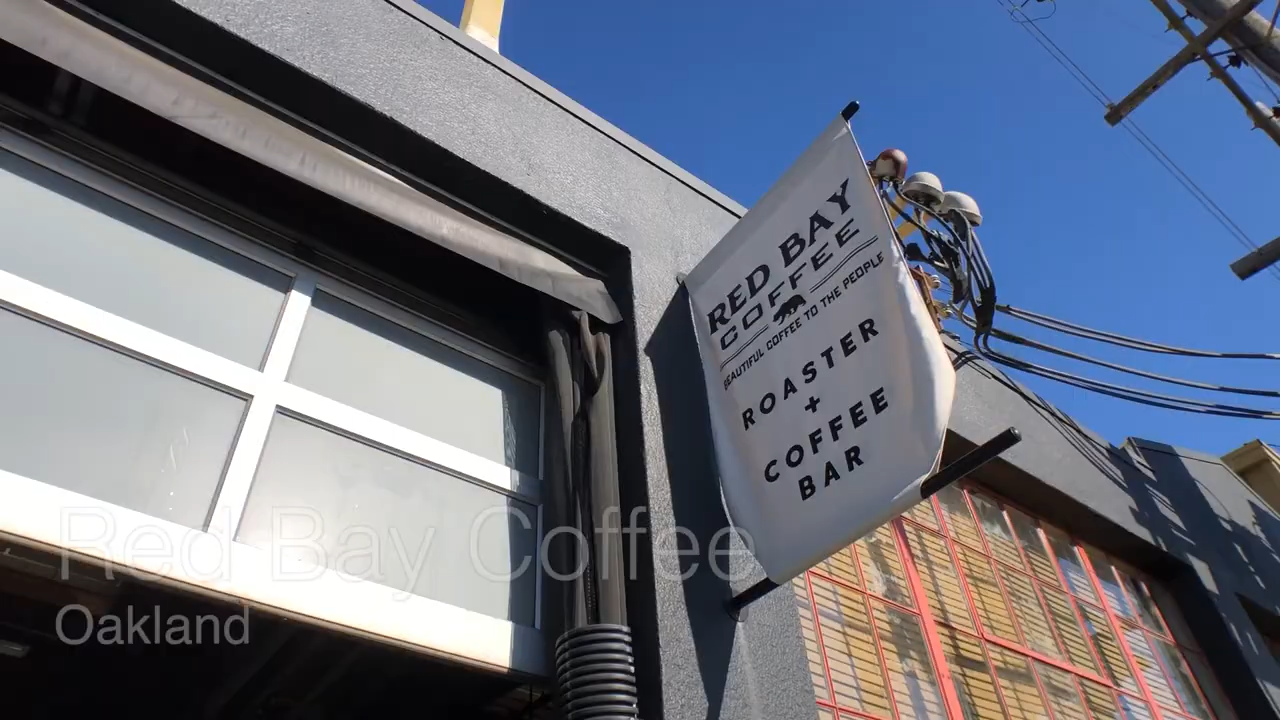 RED BAY
COFFEE
BEAUTIFUL COFFEE TO THE PEOPLE
ROASTER
+
COFFEE
BAR
Red Bay Coffee
Oakland